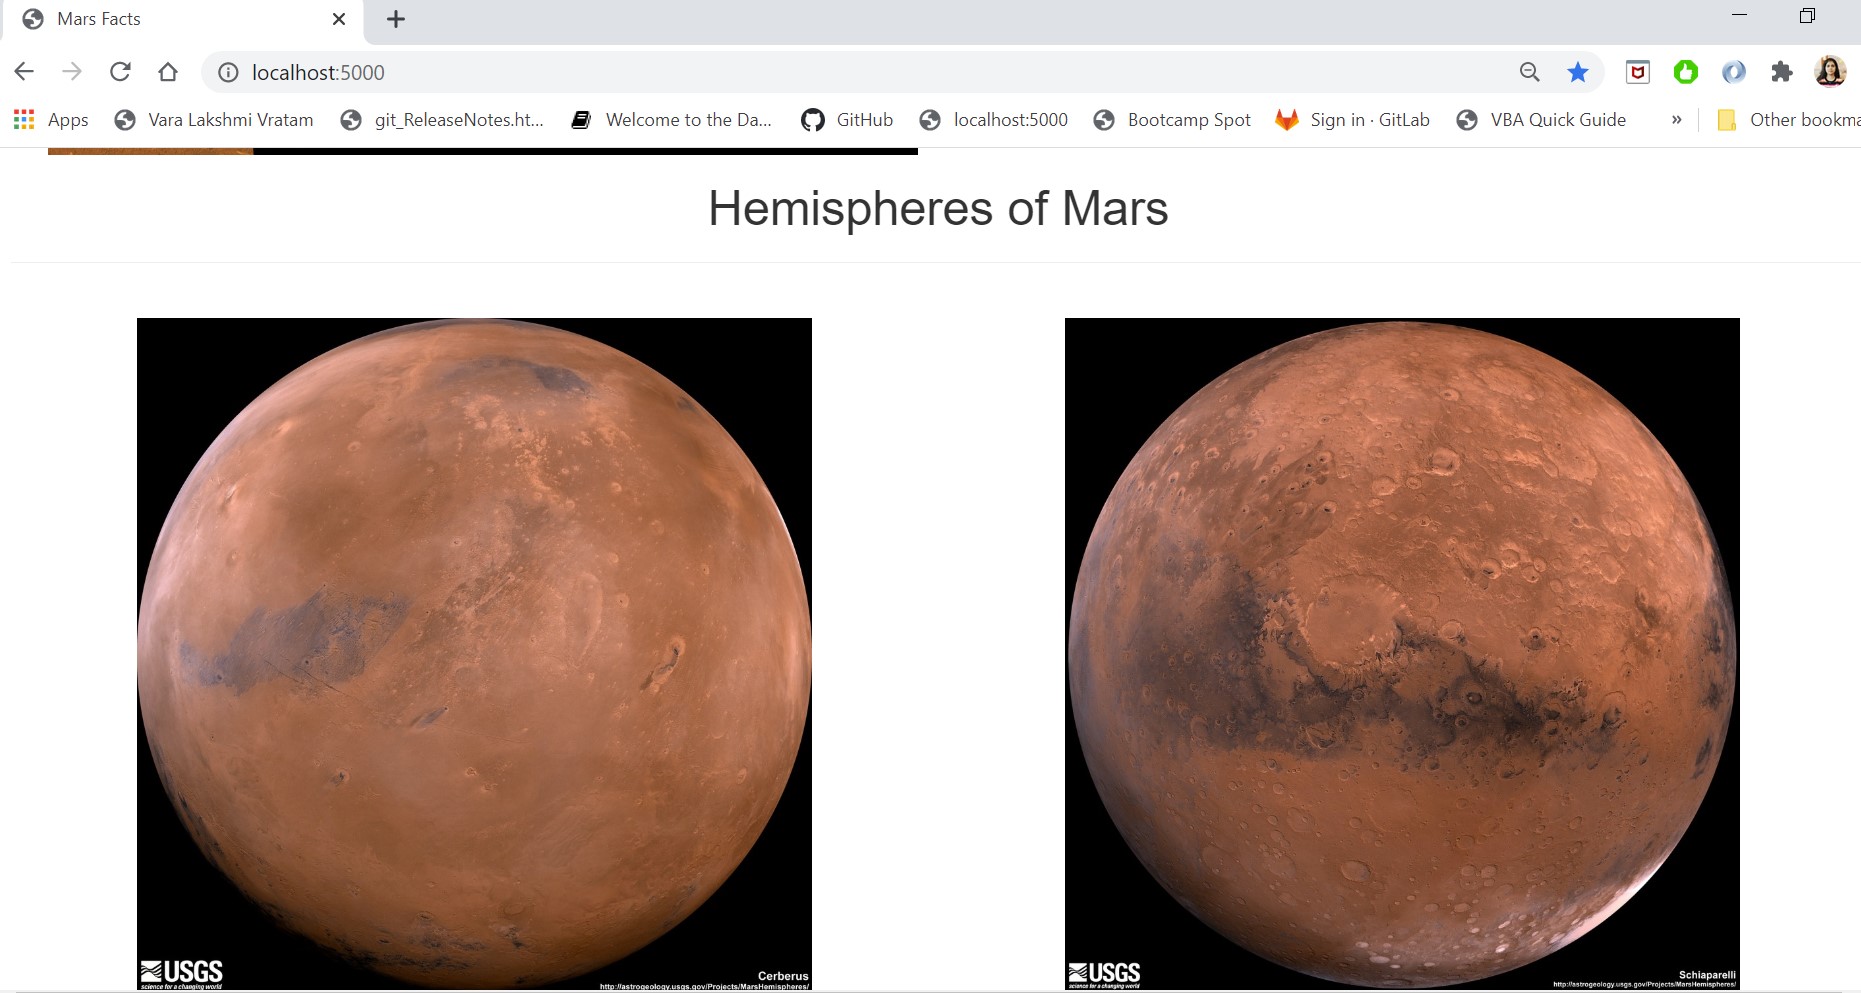 Mars Facts
localhost:5000
Apps
Vara Lakshmi Vratam
git_ReleaseNotes.ht...
Welcome to the Da...
GitHub
localhost:5000
Bootcamp Spot
Sign in · GitLab
VBA Quick Guide
»
Other bookma
Hemispheres of Mars
USGS
science for a changing world
Cerberus
http://astrogeology.usgs.gov/Projects/MarsHemispheres/
USGS
science for a changing world
Schiaparelli
http://astrogeology.usgs.gov/Projects/MarsHemispheres/